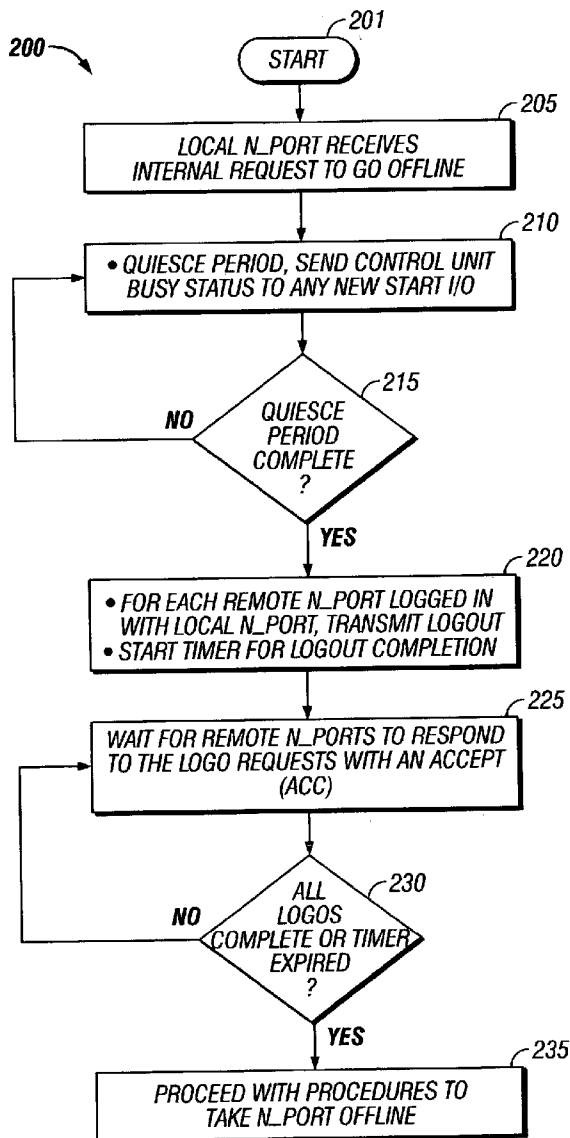 201
200
START
205
LOCAL N_PORT RECEIVES
INTERNAL REQUEST TO GO OFFLINE
210
• QUIESCE PERIOD, SEND CONTROL UNIT
BUSY STATUS TO ANY NEW START I/O
215
NO
QUIESCE
PERIOD
COMPLETE
?
YES
220
• FOR EACH REMOTE N_PORT LOGGED IN
WITH LOCAL N_PORT, TRANSMIT LOGOUT
• START TIMER FOR LOGOUT COMPLETION
225
WAIT FOR REMOTE N_PORTS TO RESPOND
TO THE LOGO REQUESTS WITH AN ACCEPT
(ACC)
230
NO
ALL
LOGOS
COMPLETE OR TIMER
EXPIRED
?
YES
235
PROCEED WITH PROCEDURES TO
TAKE N_PORT OFFLINE